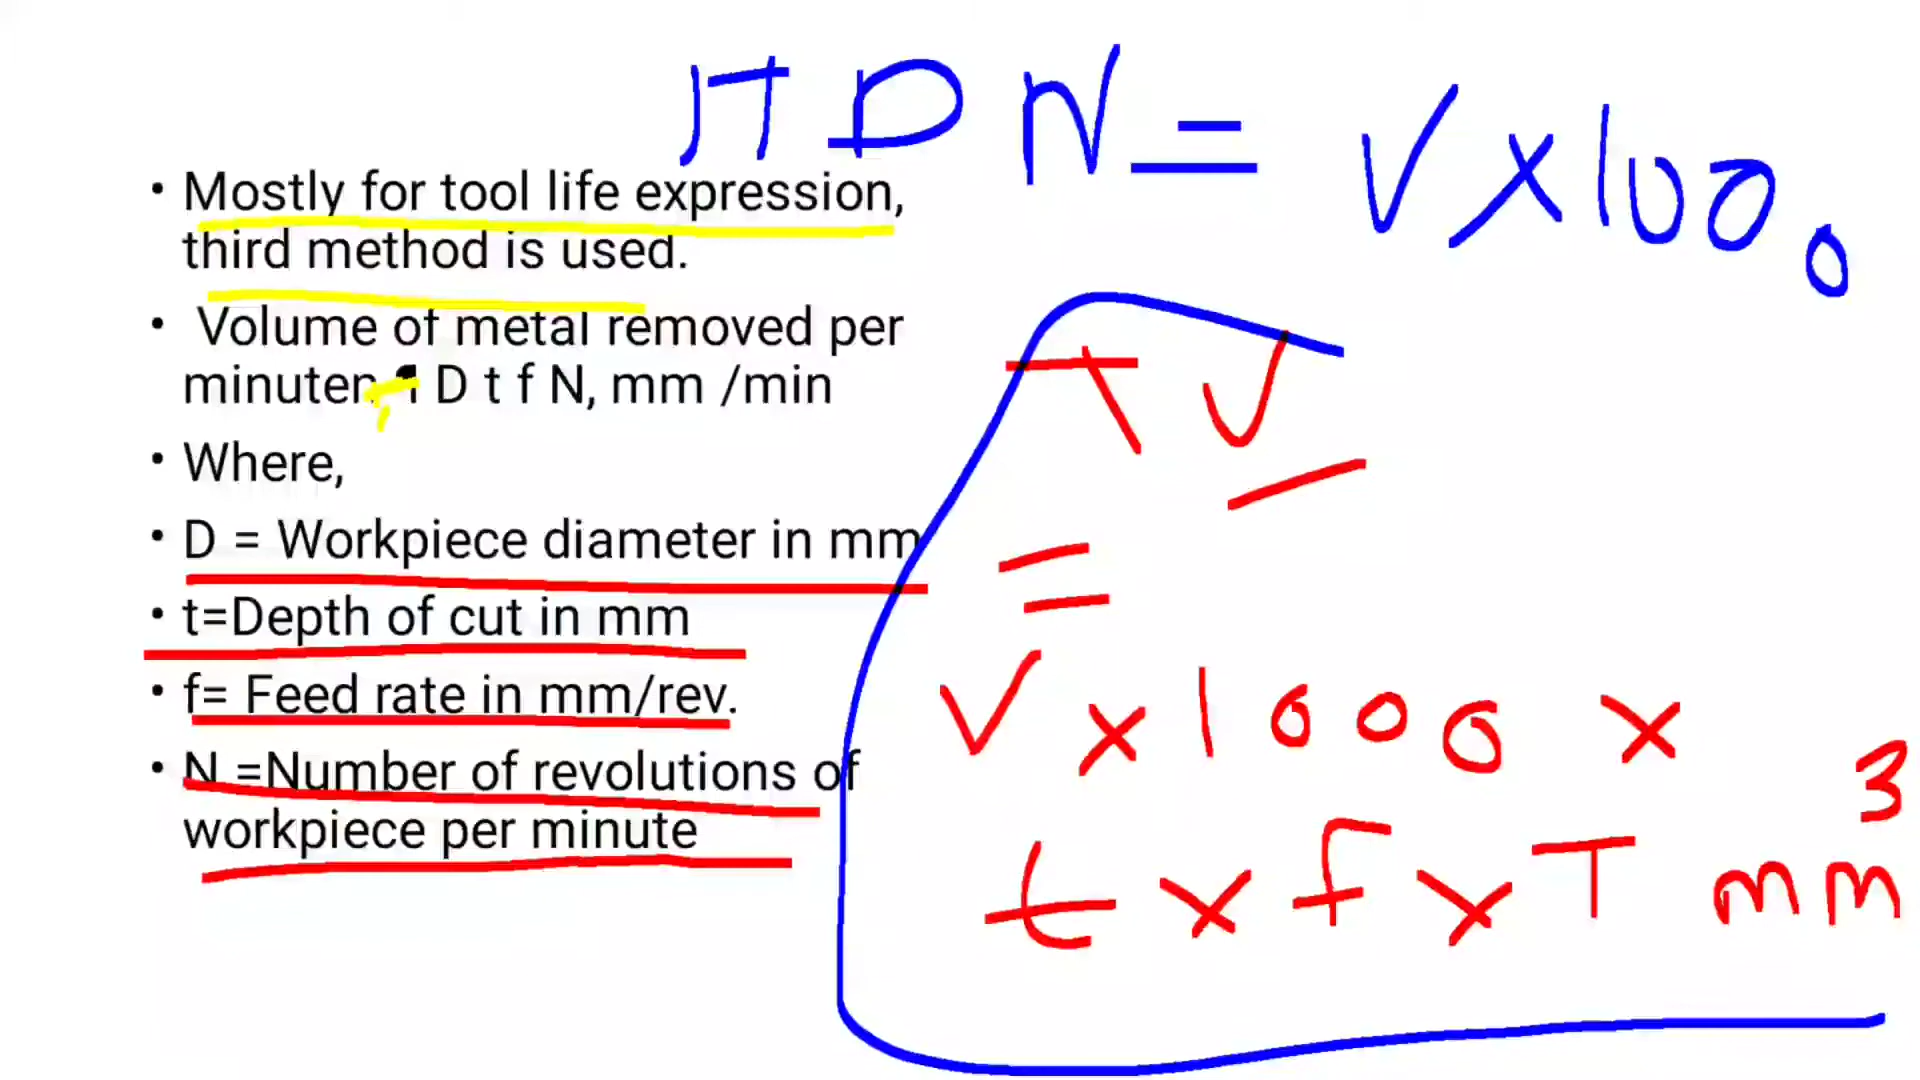 π D N = V X 1000
• Mostly for tool life expression,
third method is used.
• Volume of metal removed per
minute D t f N, mm /min
• Where,
• D = Workpiece diameter in mm
• t=Depth of cut in mm
• f= Feed rate in mm/rev.
• N =Number of revolutions of
workpiece per minute
T V
=
V x 1000 x
t x f x T mm³